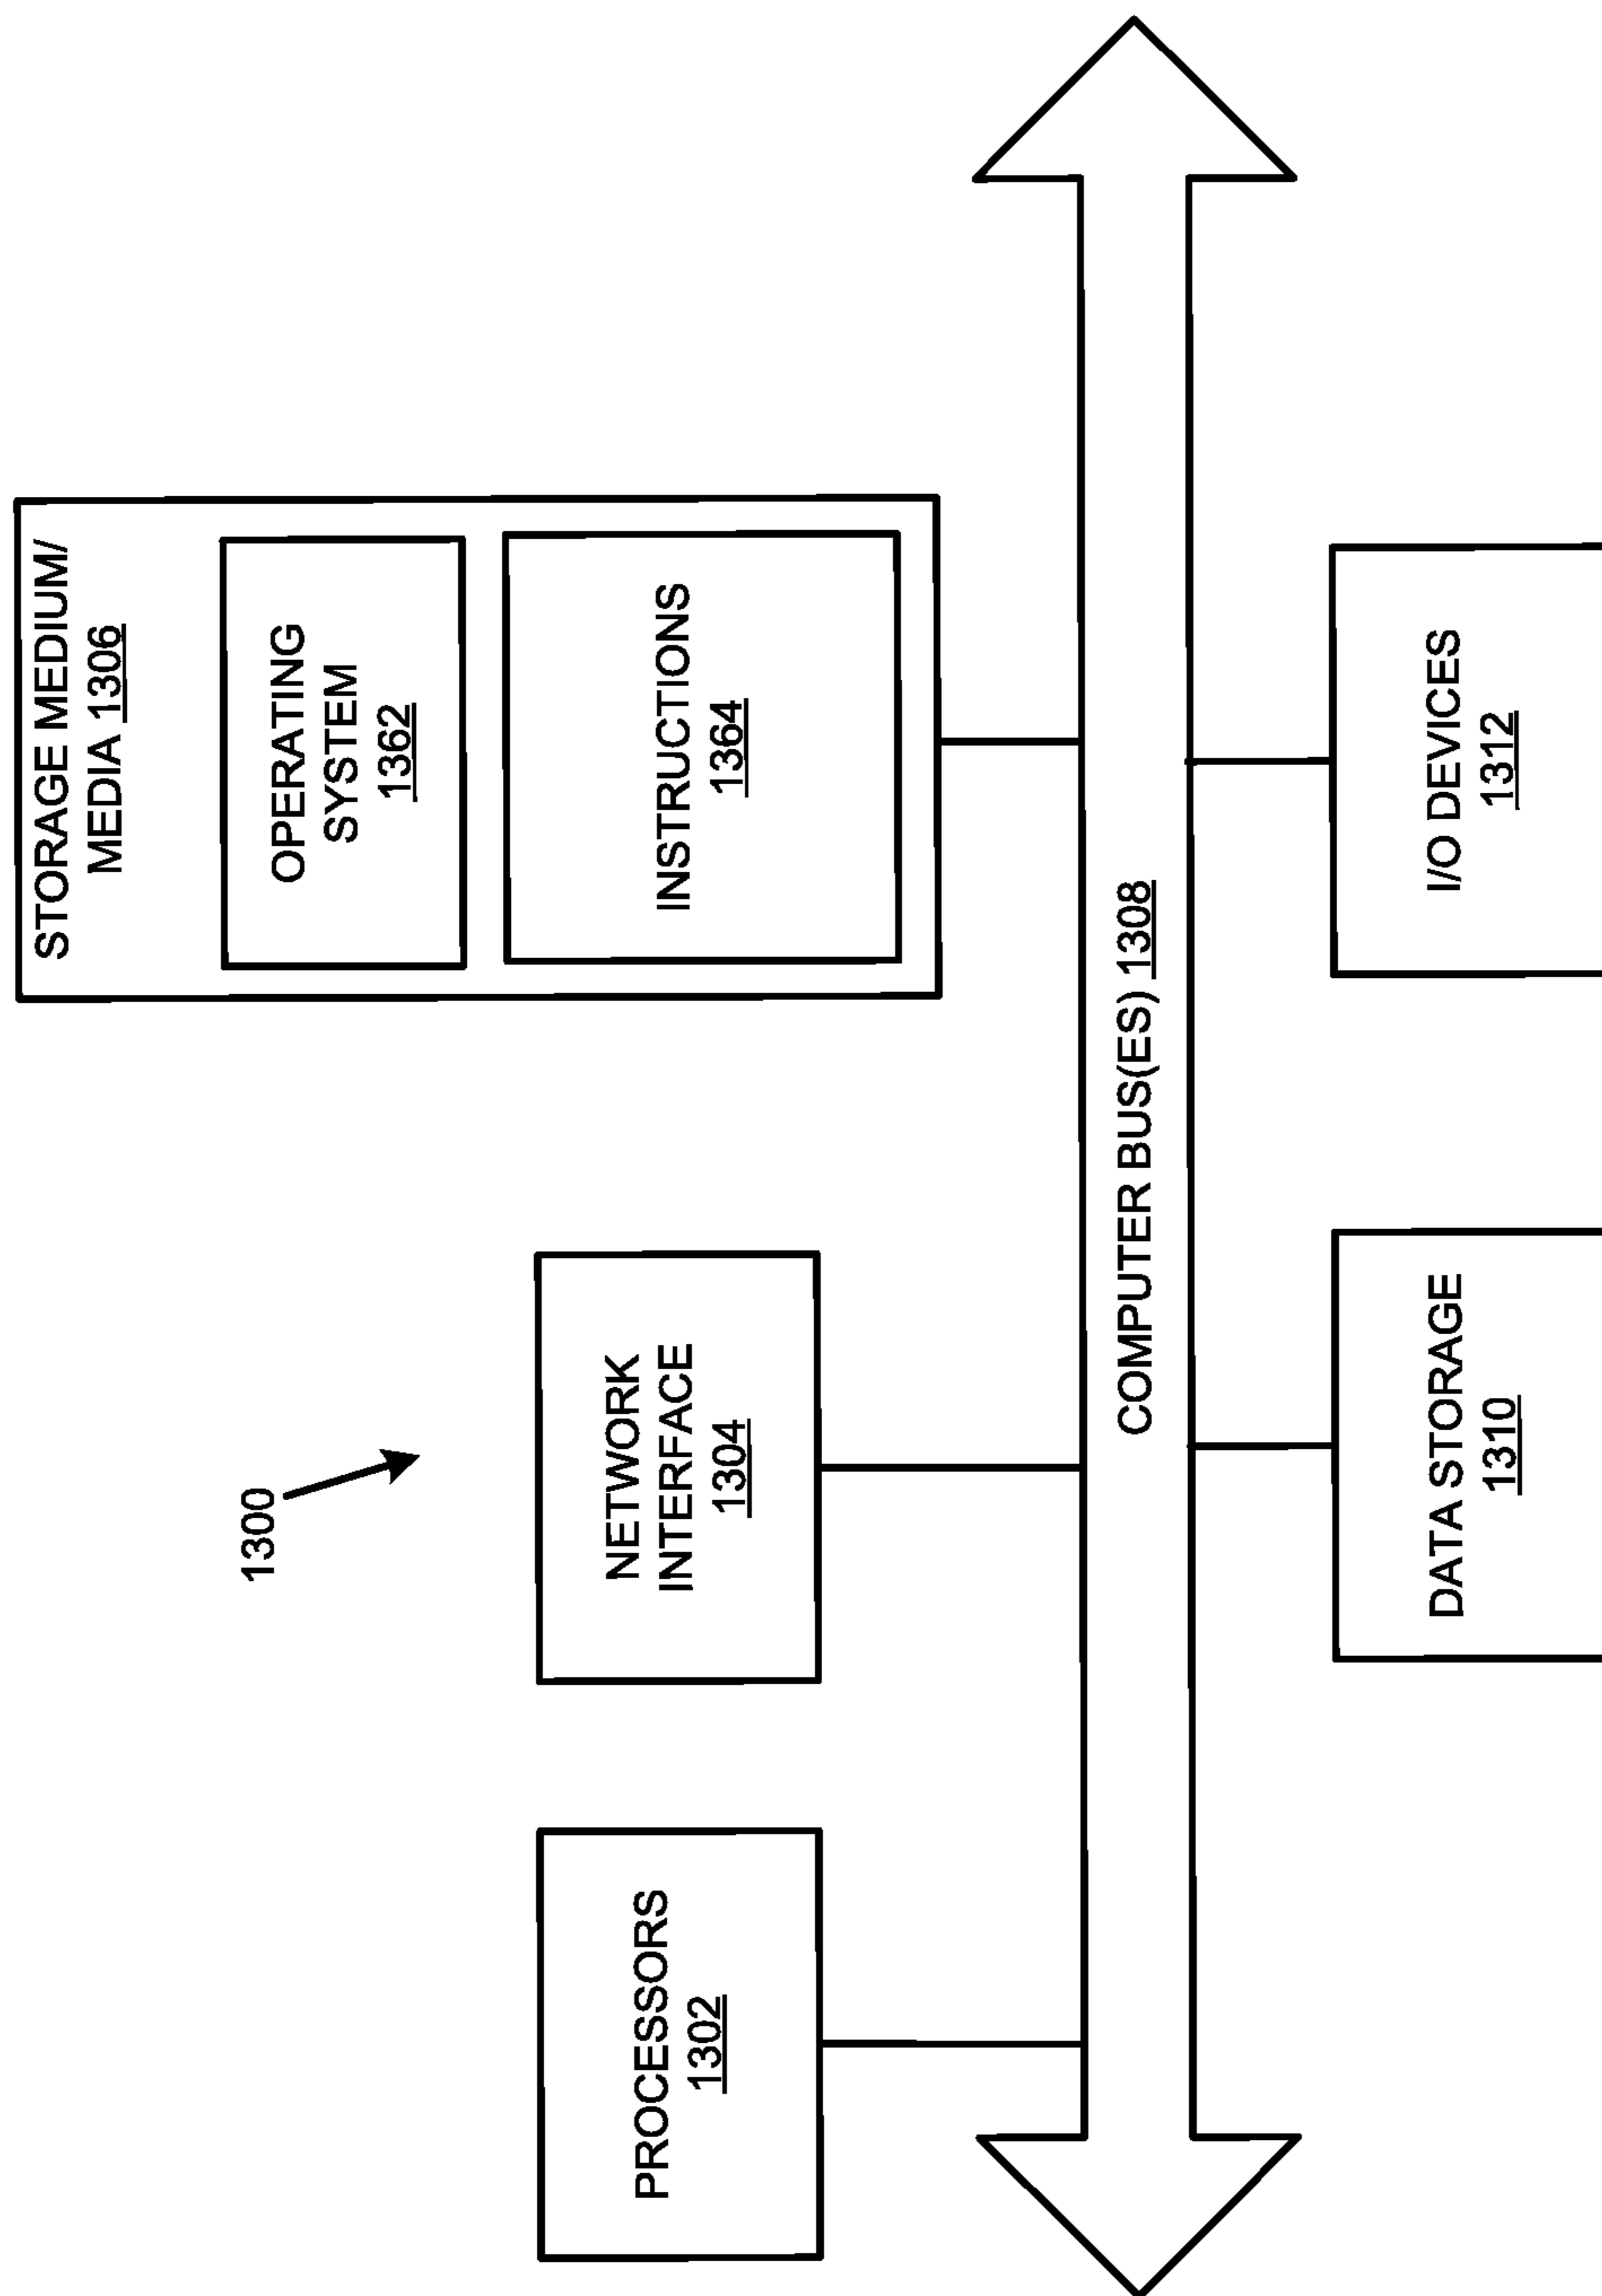 1300
STORAGE MEDIUM/
MEDIA 1306
OPERATING
SYSTEM
1362
INSTRUCTIONS
1364
NETWORK
INTERFACE
1304
PROCESSORS
1302
COMPUTER BUS(ES) 1308
DATA STORAGE
1310
I/O DEVICES
1312